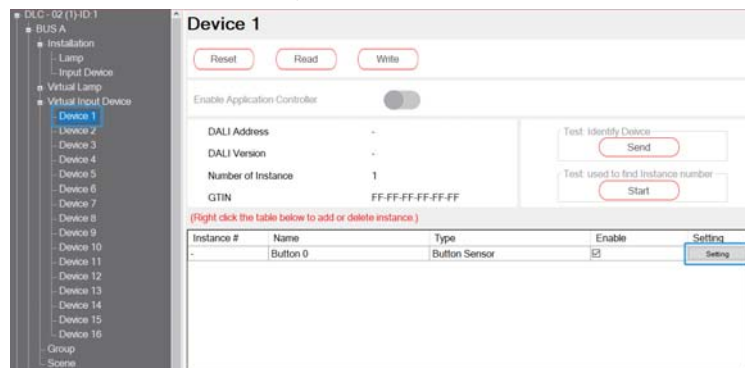 DLC - 02 (1)-ID:1
BUS A
Installation
Lamp
Input Device
Virtual Lamp
Virtual Input Device
Device 1
Device 2
Device 3
Device 4
Device 5
Device 6
Device 7
Device 8
Device 9
Device 10
Device 11
Device 12
Device 13
Device 14
Device 15
Device 16
Group
Scene
Device 1
Reset Read Write
Enable Application Controller
DALI Address -
DALI Version -
Number of Instance 1
GTIN FF-FF-FF-FF-FF-FF
Test: Identify Deivce
Send
Test: used to find Instance number
Start
(Right click the table below to add or delete instance.)
Instance # Name Type Enable Setting
- Button 0 Button Sensor Setting